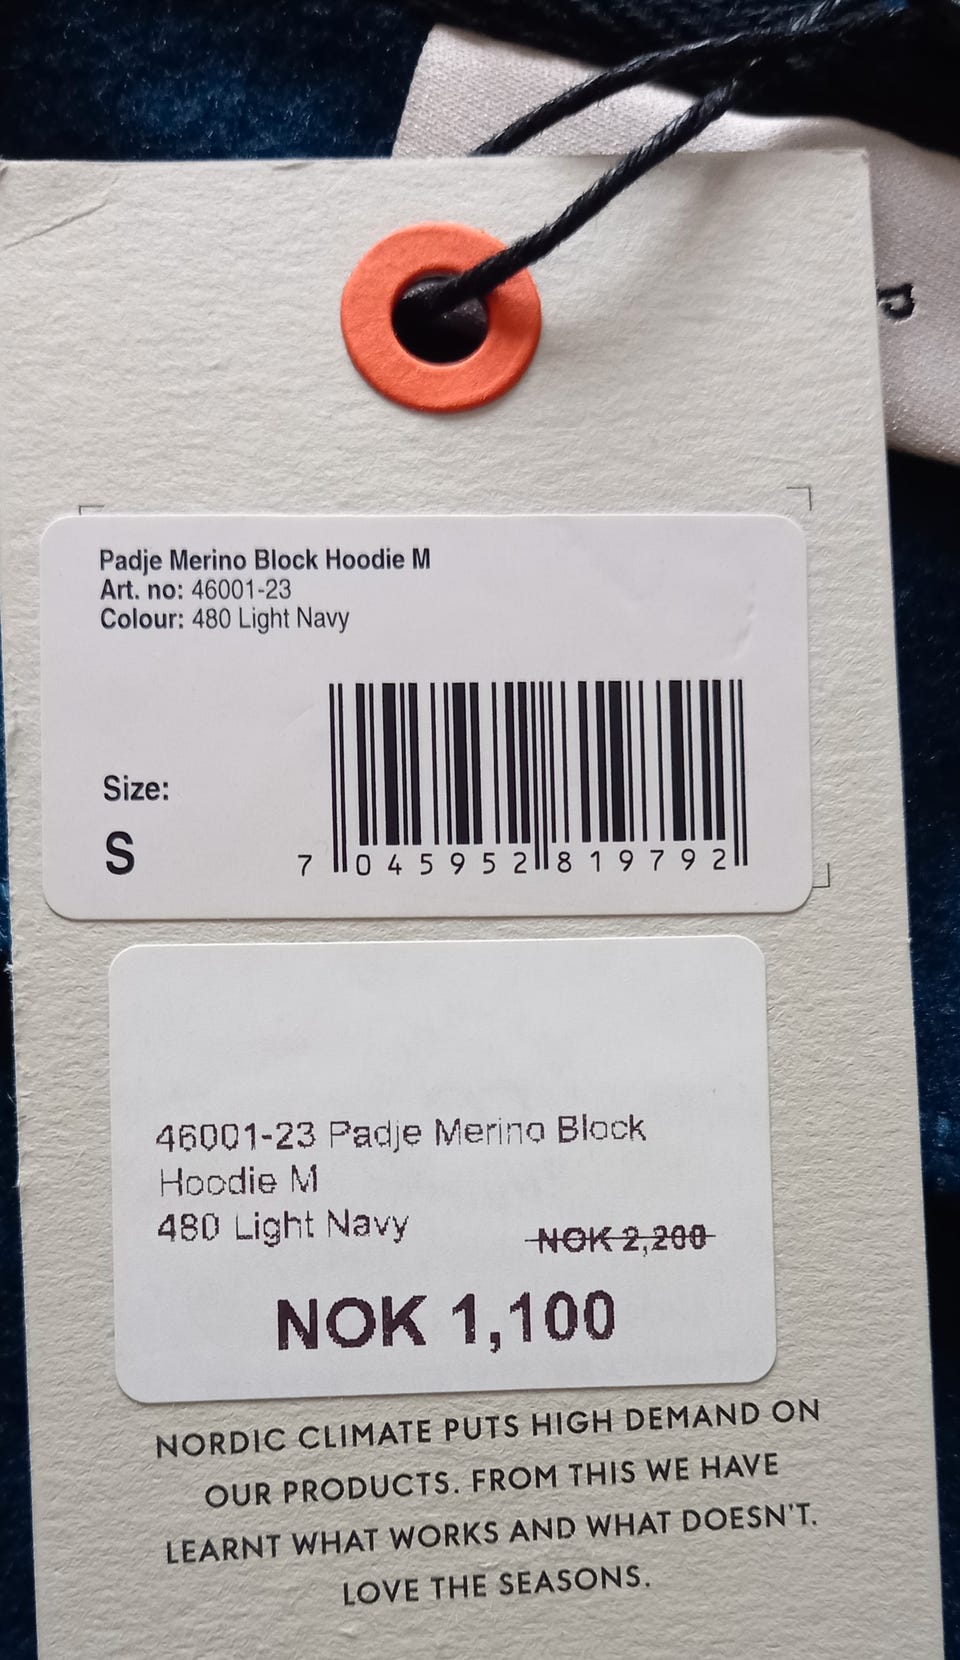 Padje Merino Block Hoodie M
Art. no: 46001-23
Colour: 480 Light Navy
Size:
S
7 045952 819792
46001-23 Padje Merino Block
Hoodie M
480 Light Navy
NOK 2,200
NOK 1,100
NORDIC CLIMATE PUTS HIGH DEMAND ON
OUR PRODUCTS. FROM THIS WE HAVE
LEARNT WHAT WORKS AND WHAT DOESN'T.
LOVE THE SEASONS.